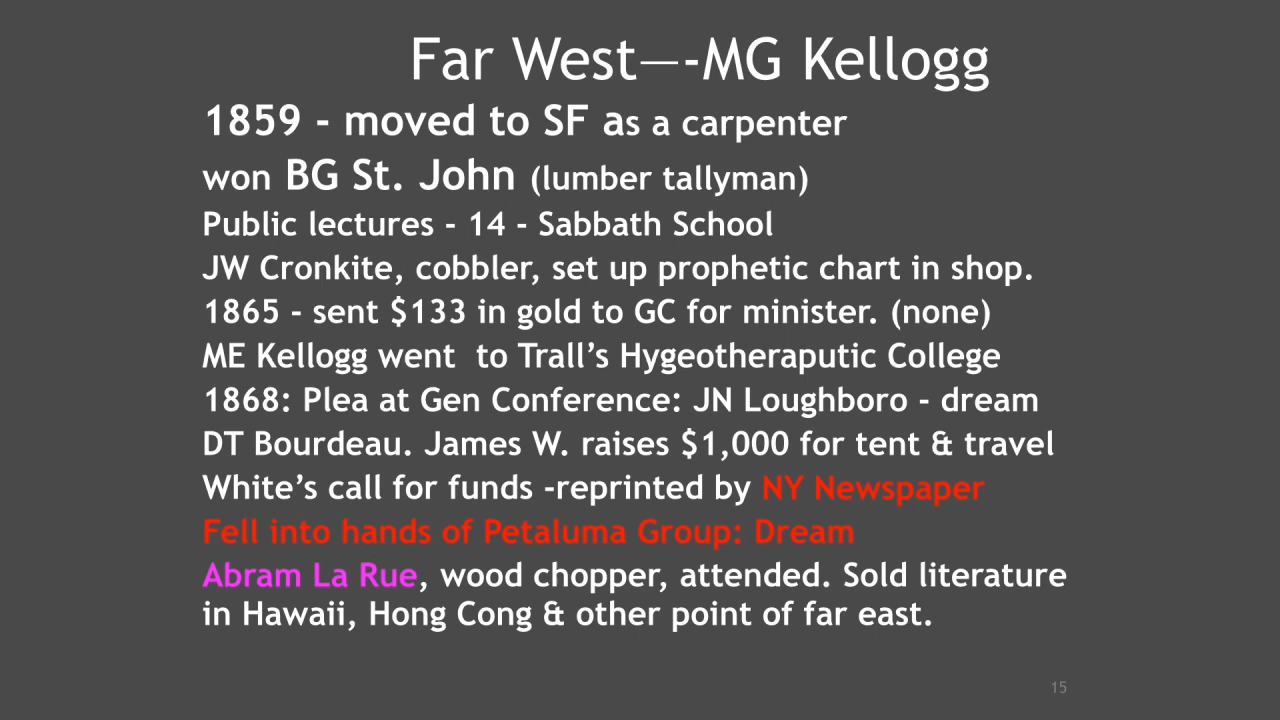 Far West—-MG Kellogg
1859 - moved to SF as a carpenter
won BG St. John (lumber tallyman)
Public lectures - 14 - Sabbath School
JW Cronkite, cobbler, set up prophetic chart in shop.
1865 - sent $133 in gold to GC for minister. (none)
ME Kellogg went  to Trall’s Hygeotheraputic College
1868: Plea at Gen Conference: JN Loughboro - dream
DT Bourdeau. James W. raises $1,000 for tent & travel
White’s call for funds -reprinted by NY Newspaper
Fell into hands of Petaluma Group: Dream
Abram La Rue, wood chopper, attended. Sold literature
in Hawaii, Hong Cong & other point of far east.
15